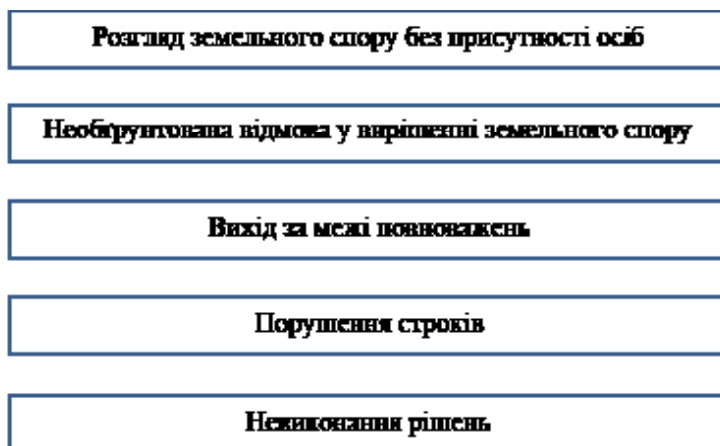 Розгляд земельного спору без присутності осіб
Необґрунтована відмова у вирішенні земельного спору
Вихід за межі повноважень
Порушення строків
Невиконання рішень